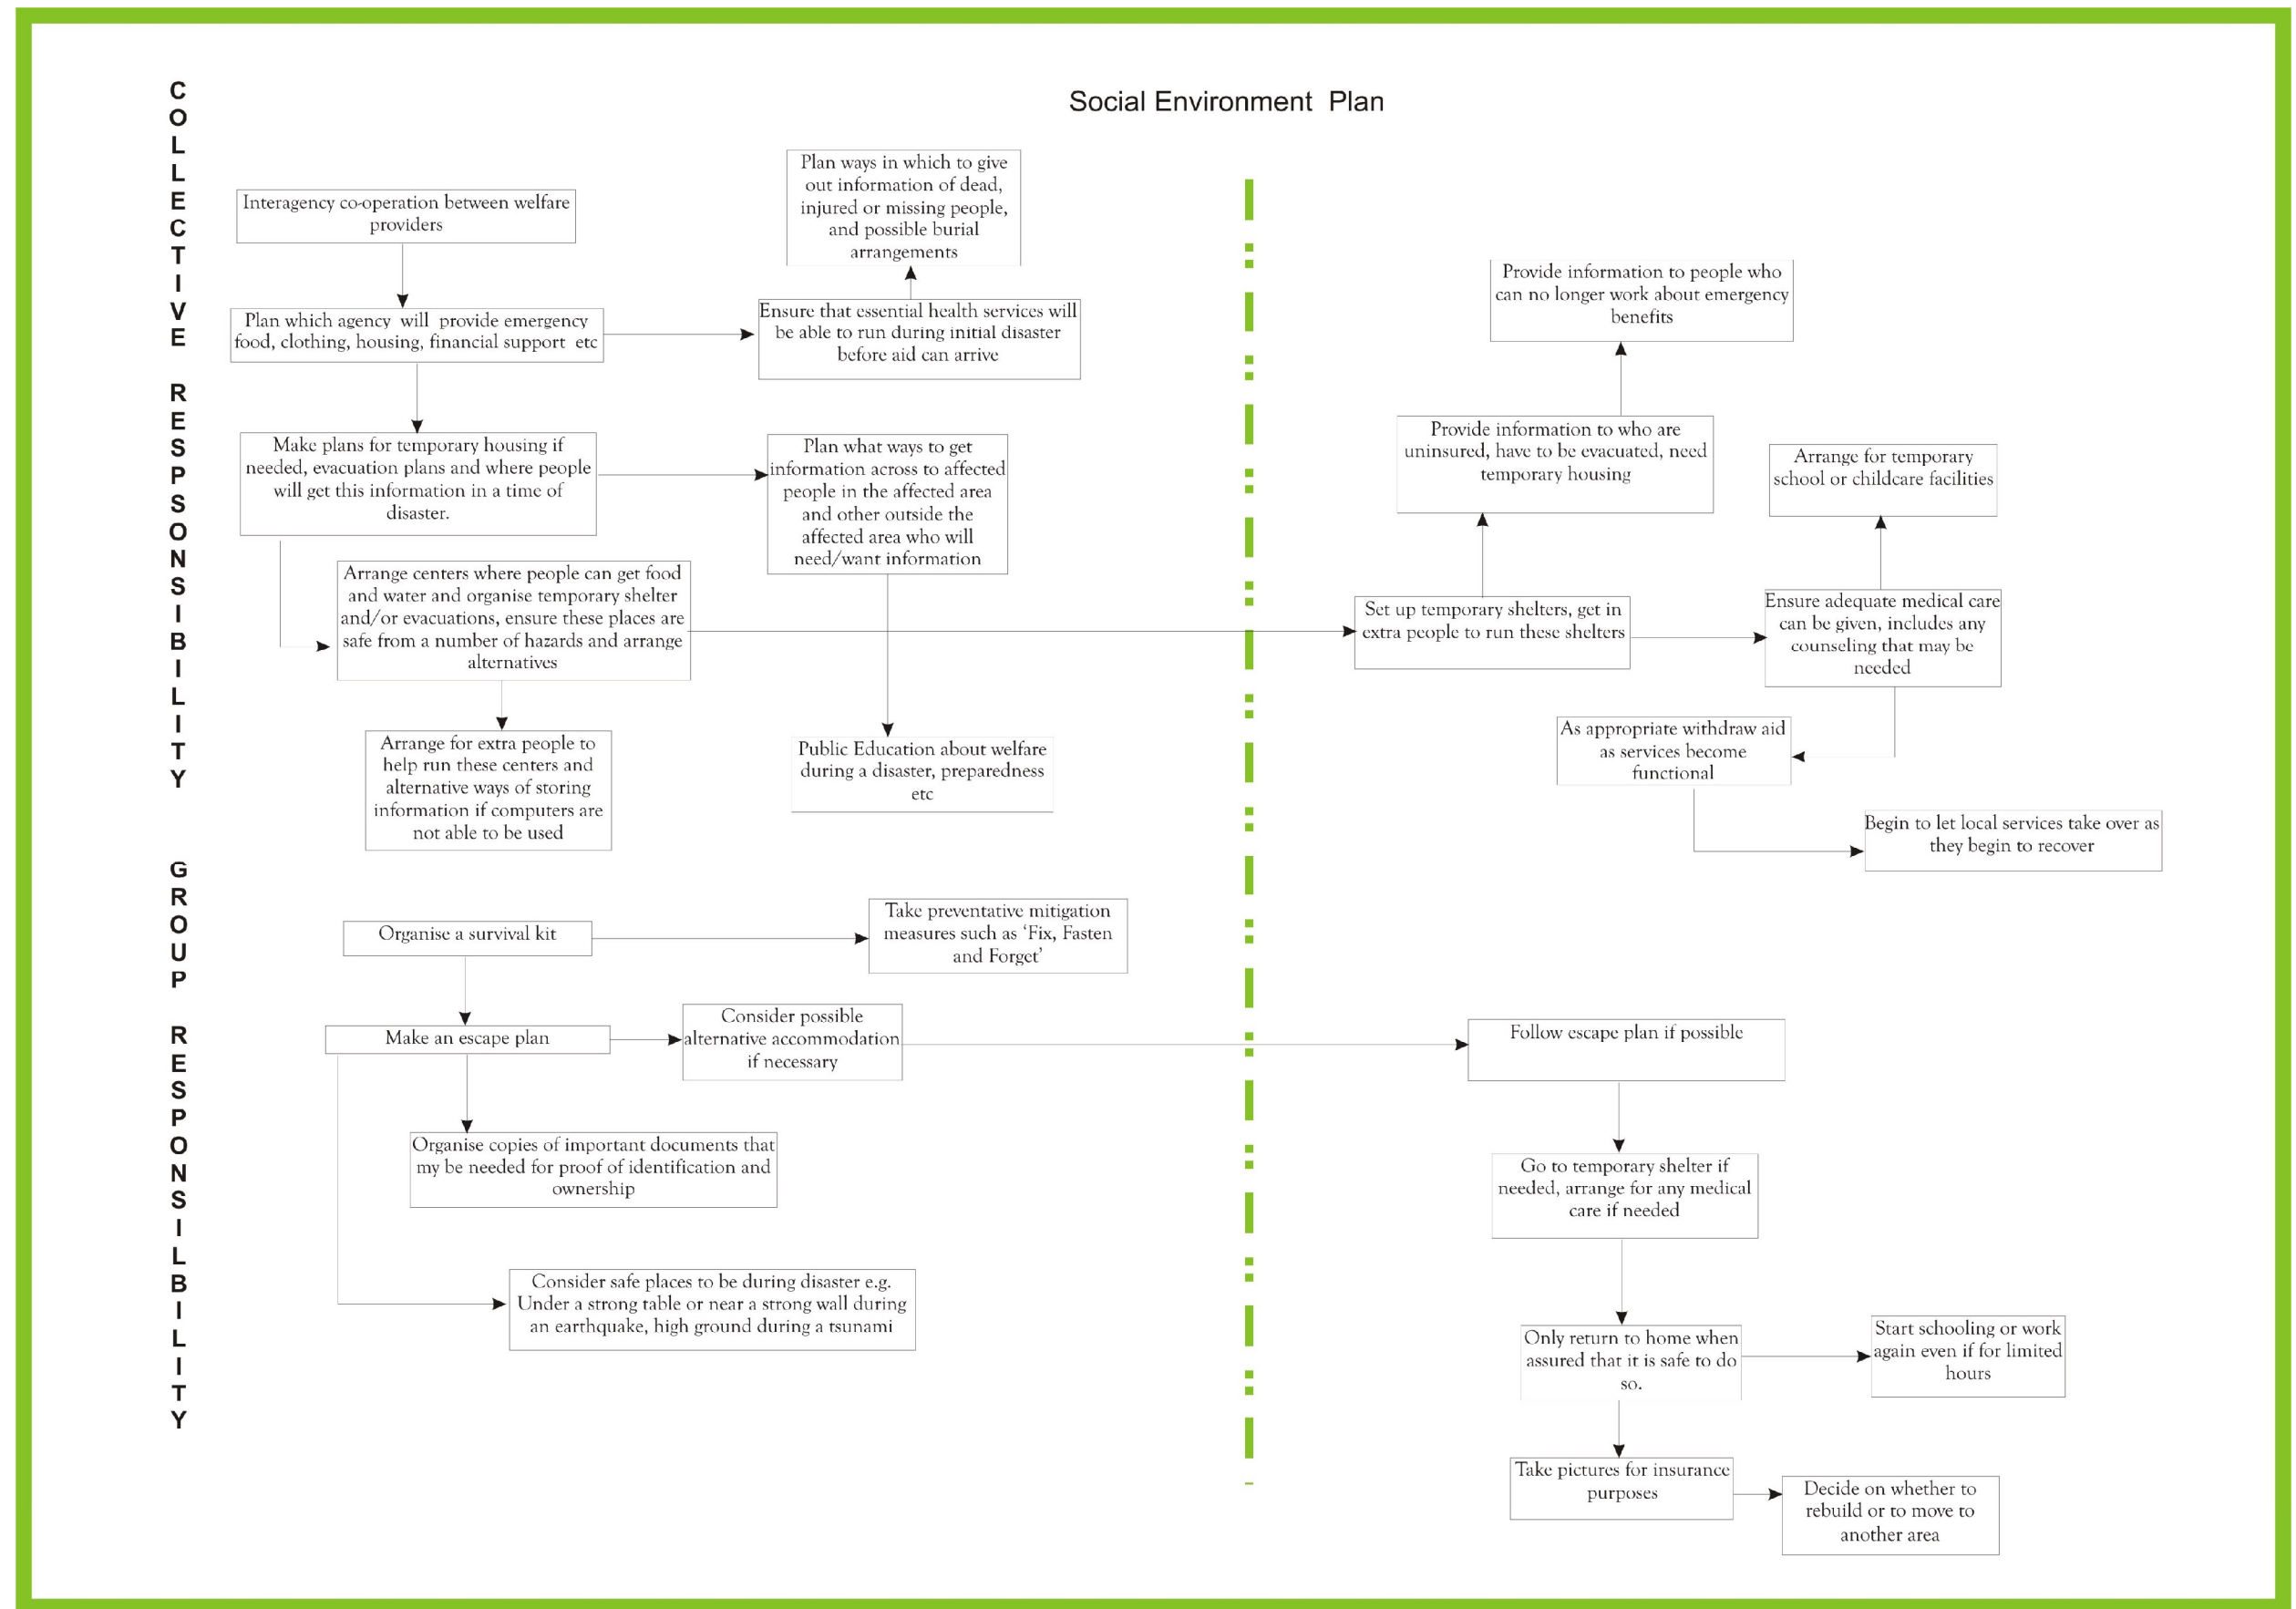 Social Environment  Plan
COLLECTIVE RESPSONSIBILITY
Interagency co-operation between welfare
providers
Plan which agency  will  provide emergency
food, clothing, housing, financial support  etc
Plan ways in which to give
out information of dead,
injured or missing people,
and possible burial
arrangements
Ensure that essential health services will
be able to run during initial disaster
before aid can arrive
Make plans for temporary housing if
needed, evacuation plans and where people
will get this information in a time of
disaster.
Plan what ways to get
information across to affected
people in the affected area
and other outside the
affected area who will
need/want information
Arrange centers where people can get food
and water and organise temporary shelter
and/or evacuations, ensure these places are
safe from a number of hazards and arrange
alternatives
Arrange for extra people to
help run these centers and
alternative ways of storing
information if computers are
not able to be used
Public Education about welfare
during a disaster, preparedness
etc
Provide information to people who
can no longer work about emergency
benefits
Provide information to who are
uninsured, have to be evacuated, need
temporary housing
Arrange for temporary
school or childcare facilities
Set up temporary shelters, get in
extra people to run these shelters
Ensure adequate medical care
can be given, includes any
counseling that may be
needed
As appropriate withdraw aid
as services become
functional
Begin to let local services take over as
they begin to recover
GROUP RESPONSILBILITY
Organise a survival kit
Take preventative mitigation
measures such as ‘Fix, Fasten
and Forget’
Make an escape plan
Consider possible
alternative accommodation
if necessary
Organise copies of important documents that
my be needed for proof of identification and
ownership
Consider safe places to be during disaster e.g.
Under a strong table or near a strong wall during
an earthquake, high ground during a tsunami
Follow escape plan if possible
Go to temporary shelter if
needed, arrange for any medical
care if needed
Only return to home when
assured that it is safe to do
so.
Start schooling or work
again even if for limited
hours
Take pictures for insurance
purposes
Decide on whether to
rebuild or to move to
another area